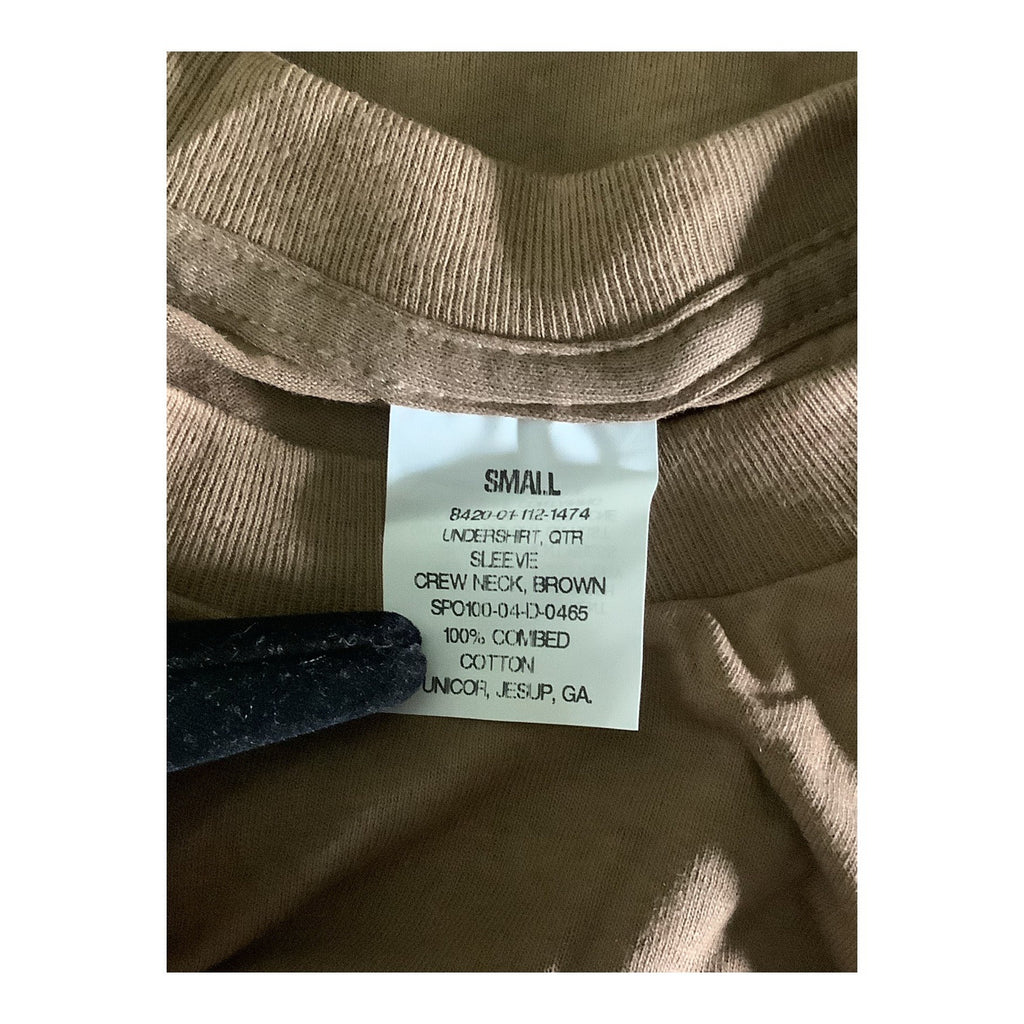 SMALL
8420-01-112-1474
UNDERSHIRT, QTR
SLEEVE
CREW NECK, BROWN
SPO100-04-D-0465
100% COMBED
COTTON
UNICOR, JESUP, GA.